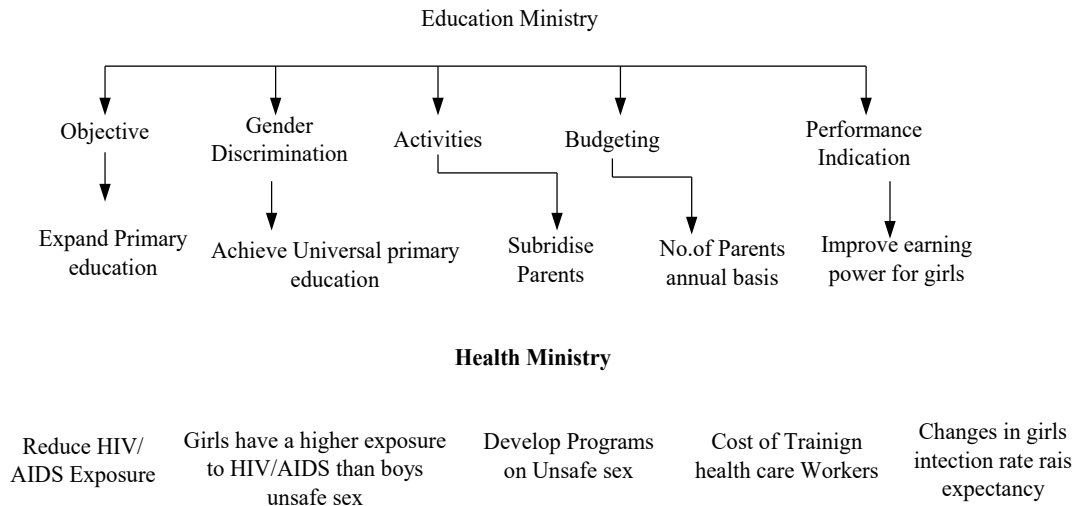 Education Ministry
Objective
Gender
Discrimination
Activities
Budgeting
Performance
Indication
Expand Primary
education
Achieve Universal primary
education
Subridise
Parents
No.of Parents
annual basis
Improve earning
power for girls
Health Ministry
Reduce HIV/
AIDS Exposure
Girls have a higher exposure
to HIV/AIDS than boys
unsafe sex
Develop Programs
on Unsafe sex
Cost of Trainign
health care Workers
Changes in girls
intection rate rais
expectancy